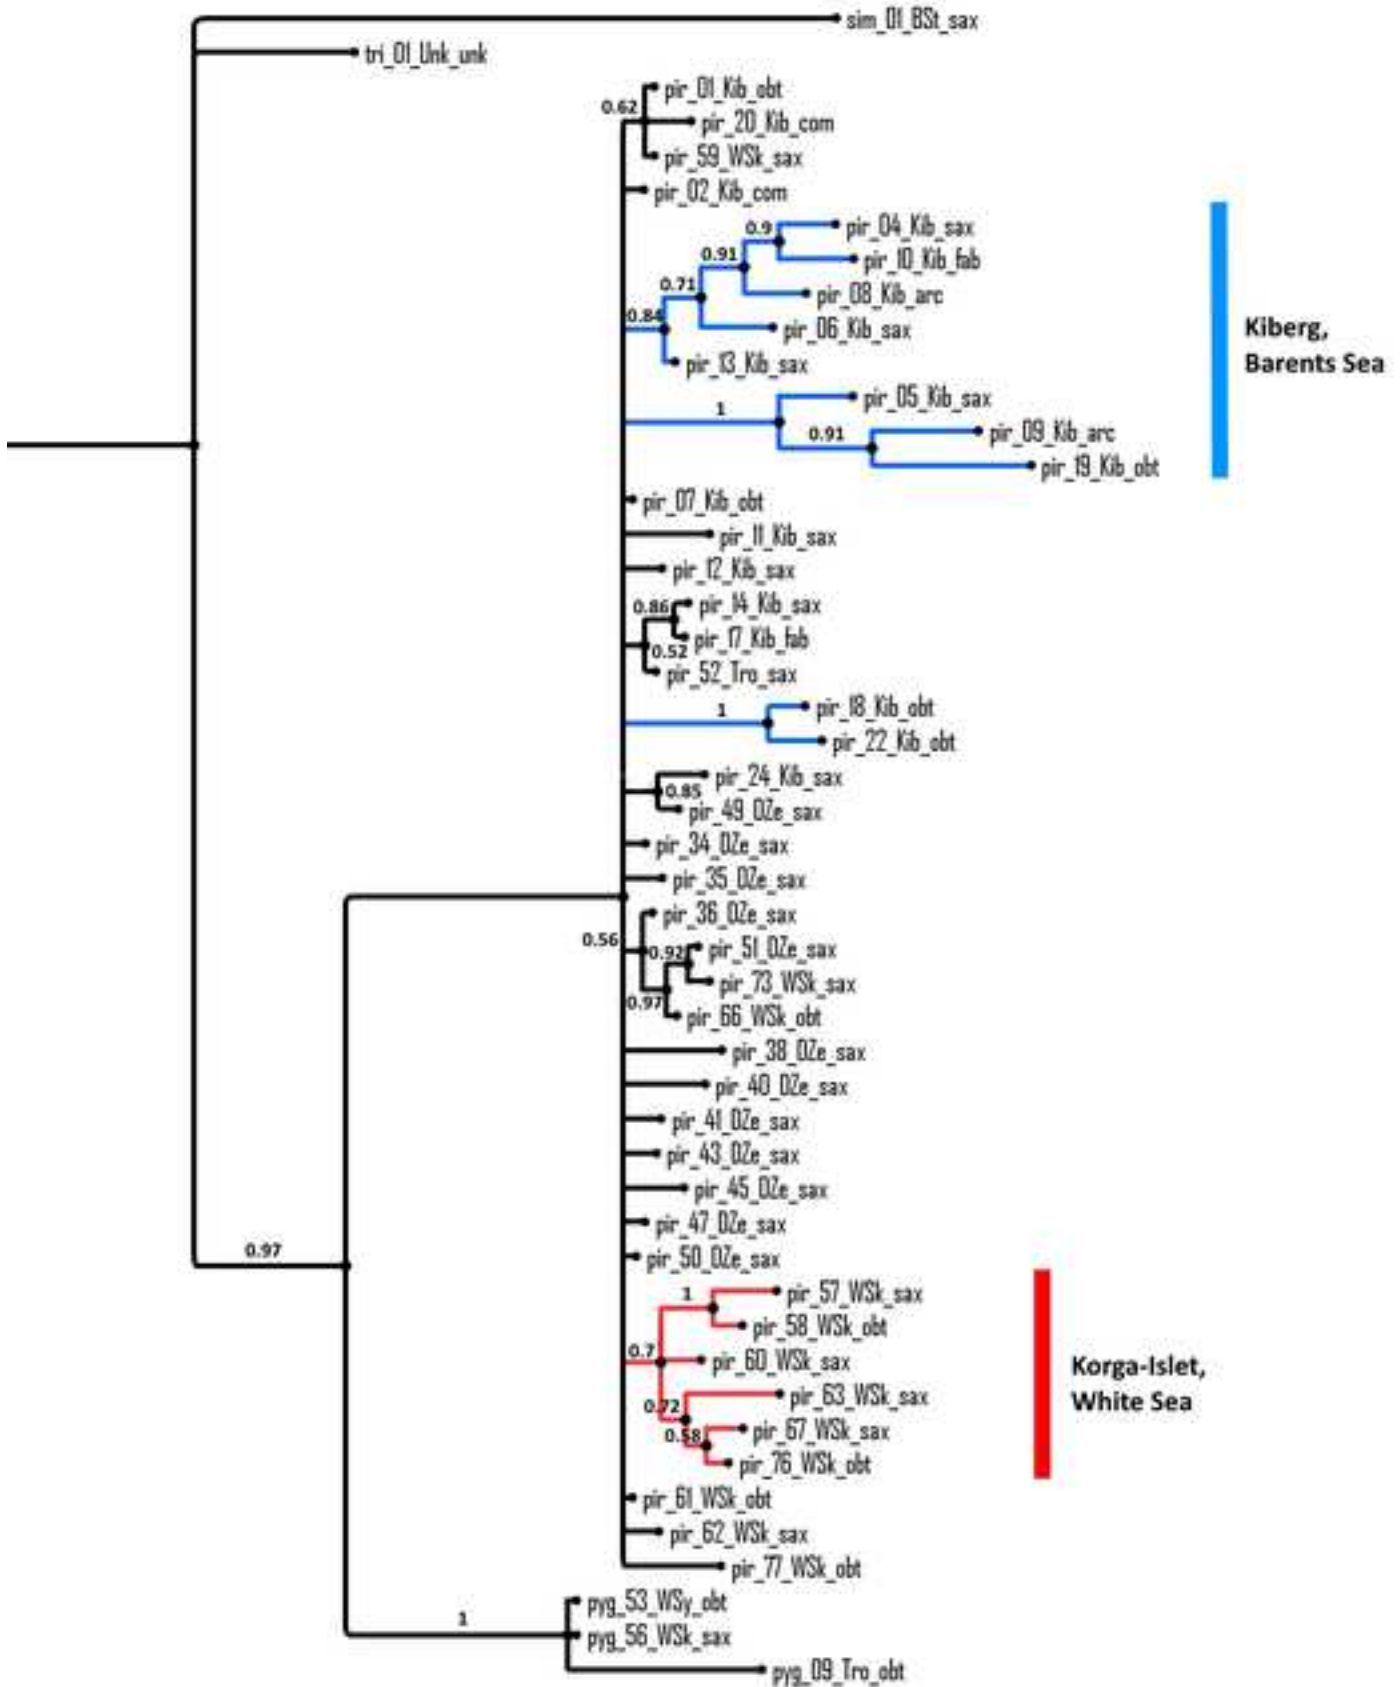 sim_01_BSt_sax
tri_01_Unk_unk
pir_01_Kib_obt
0.62
pir_20_Kib_com
pir_59_WSk_sax
pir_02_Kib_com
pir_04_Kib_sax
0.9
pir_10_Kib_fab
0.91
pir_08_Kib_arc
0.71
pir_06_Kib_sax
0.84
pir_13_Kib_sax
Kiberg,
Barents Sea
pir_05_Kib_sax
1
pir_09_Kib_arc
0.91
pir_19_Kib_obt
pir_07_Kib_obt
pir_11_Kib_sax
pir_12_Kib_sax
pir_14_Kib_sax
0.86
pir_17_Kib_fab
0.52
pir_52_Tro_sax
pir_18_Kib_obt
1
pir_22_Kib_obt
pir_24_Kib_sax
0.85
pir_49_OZe_sax
pir_34_OZe_sax
pir_35_OZe_sax
pir_36_OZe_sax
0.56
pir_51_OZe_sax
0.92
pir_73_WSk_sax
0.97
pir_66_WSk_obt
pir_38_OZe_sax
pir_40_OZe_sax
pir_41_OZe_sax
pir_43_OZe_sax
pir_45_OZe_sax
pir_47_OZe_sax
pir_50_OZe_sax
0.97
pir_57_WSk_sax
1
pir_58_WSk_obt
0.7
pir_60_WSk_sax
pir_63_WSk_sax
0.72
pir_67_WSk_sax
0.58
pir_76_WSk_obt
Korga-Islet,
White Sea
pir_61_WSk_obt
pir_62_WSk_sax
pir_77_WSk_obt
pyg_53_WSy_obt
1
pyg_56_WSk_sax
pyg_09_Tro_obt